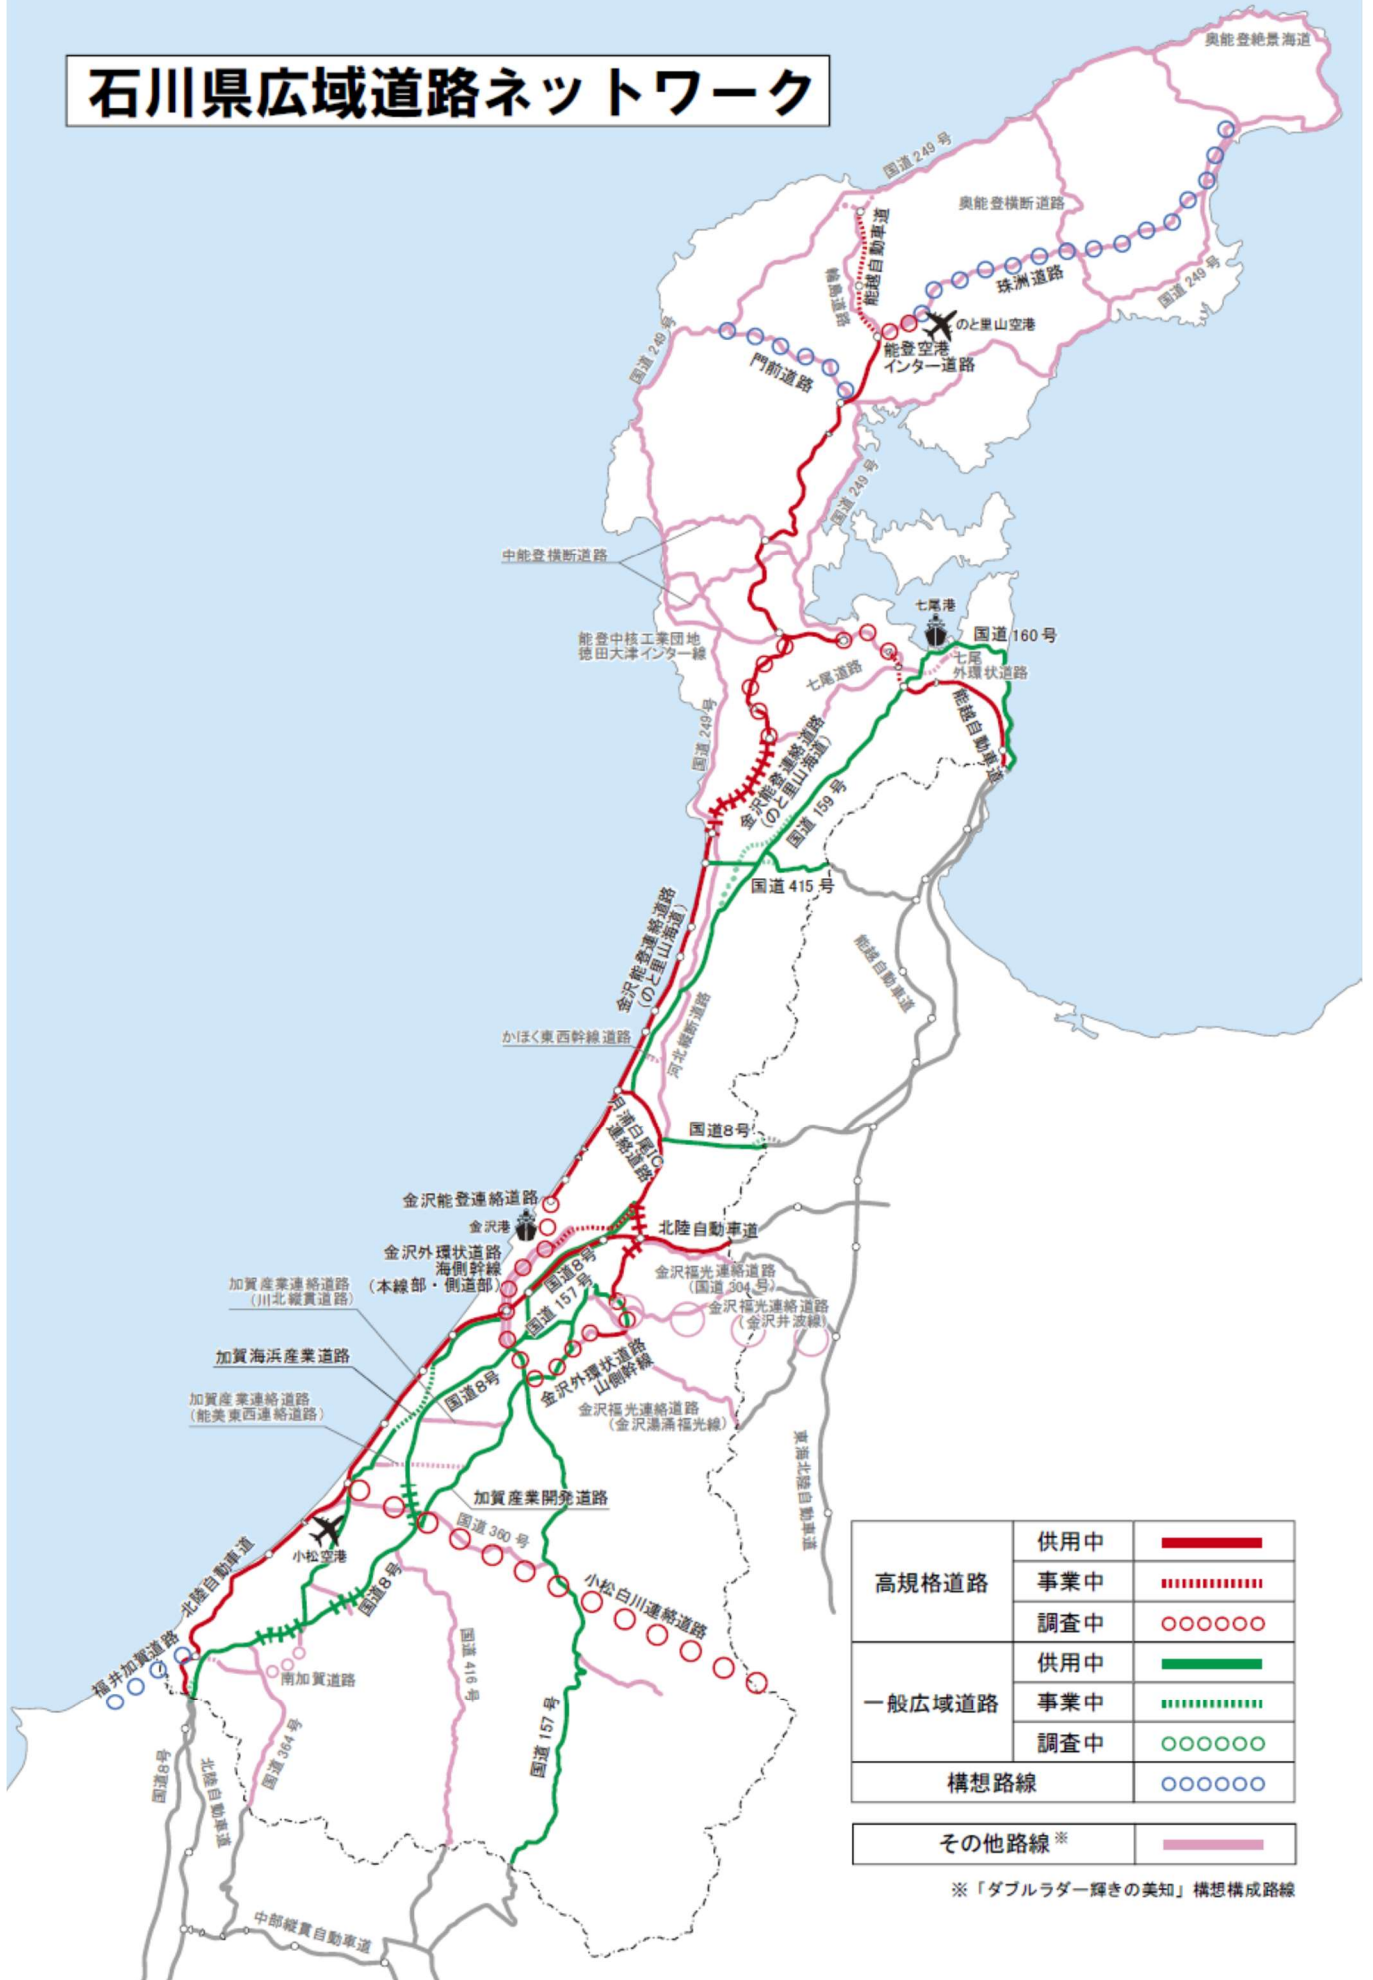 石川県広域道路ネットワーク
奥能登絶景海道
国道249号
奥能登横断道路
能越自動車道
輪島道路
珠洲道路
国道249号
のと里山空港
能登空港
インター道路
国道249号
門前道路
国道249号
中能登横断道路
七尾港
国道160号
能登中核工業団地
徳田大津インター線
七尾
外環状道路
七尾道路
能越自動車道
国道249号
金沢能登連絡道路
(のと里山海道)
国道159号
国道415号
金沢能登連絡道路
(のと里山海道)
能越自動車道
かほく東西幹線道路
河北縦断道路
月浦白尾IC
連絡道路
国道8号
金沢能登連絡道路
金沢港
北陸自動車道
金沢外環状道路
海側幹線
(本線部・側道部)
国道8号
金沢福光連絡道路
(国道304号)
加賀産業連絡道路
(川北縦貫道路)
国道157号
金沢福光連絡道路
(金沢井波線)
加賀海浜産業道路
金沢外環状道路
山側幹線
国道8号
加賀産業連絡道路
(能美東西連絡道路)
金沢福光連絡道路
(金沢湯涌福光線)
東海北陸自動車道
加賀産業開発道路
国道360号
小松空港
北陸自動車道
国道8号
小松白川連絡道路
福井加賀道路
南加賀道路
国道416号
国道364号
国道157号
国道8号
北陸自動車道
中部縦貫自動車道
高規格道路
供用中
事業中
調査中
一般広域道路
供用中
事業中
調査中
構想路線
その他路線※
※「ダブルラダー輝きの美知」構想構成路線